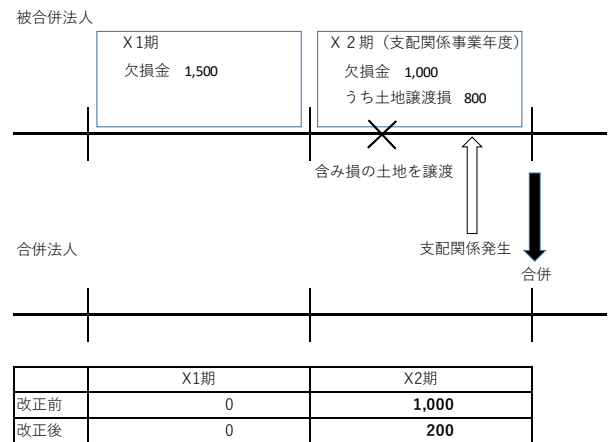 被合併法人
X1期
欠損金 1,500
X 2期（支配関係事業年度）
欠損金 1,000
うち土地譲渡損 800
含み損の土地を譲渡
合併法人
支配関係発生
合併
X1期 X2期
改正前 0 1,000
改正後 0 200